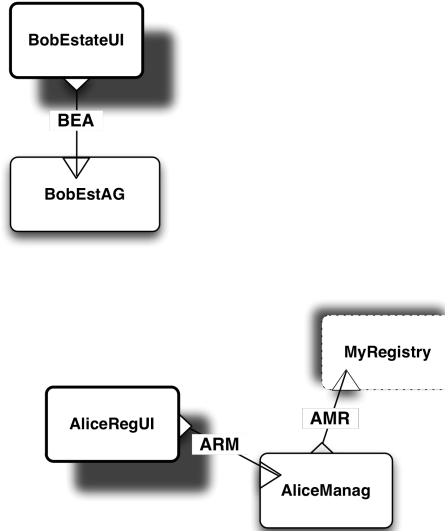 BobEstateUI
BEA
BobEstAG
MyRegistry
AMR
AliceRegUI
ARM
AliceManag